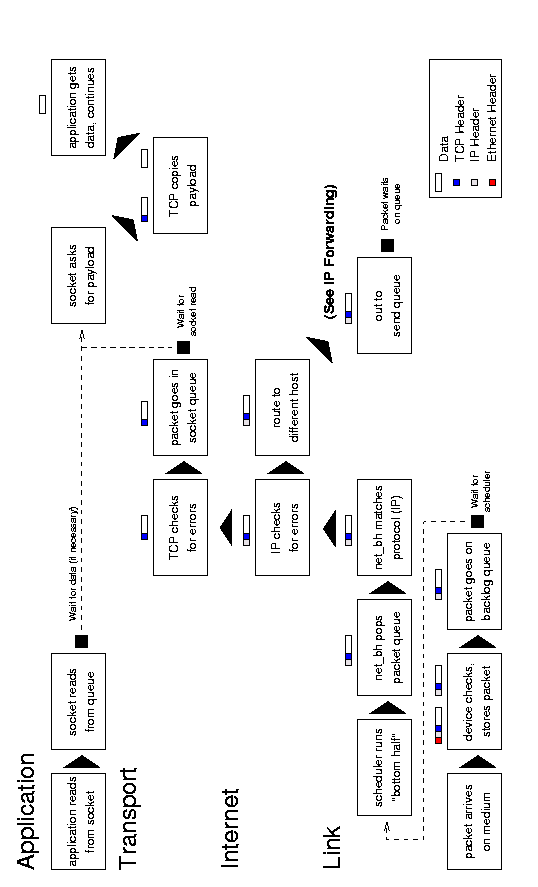 Application
application reads
from socket
socket reads
from queue
Wait for data (if necessary)
socket asks
for payload
application gets
data, continues
Transport
TCP checks
for errors
packet goes in
socket queue
Wait for
socket read
TCP copies
payload
Internet
IP checks
for errors
route to
different host
(See IP Forwarding)
Link
scheduler runs
"bottom half"
net_bh pops
packet queue
net_bh matches
protocol (IP)
out to
send queue
Packet waits
on queue
packet arrives
on medium
device checks,
stores packet
packet goes on
backlog queue
Wait for
scheduler
Data
TCP Header
IP Header
Ethernet Header